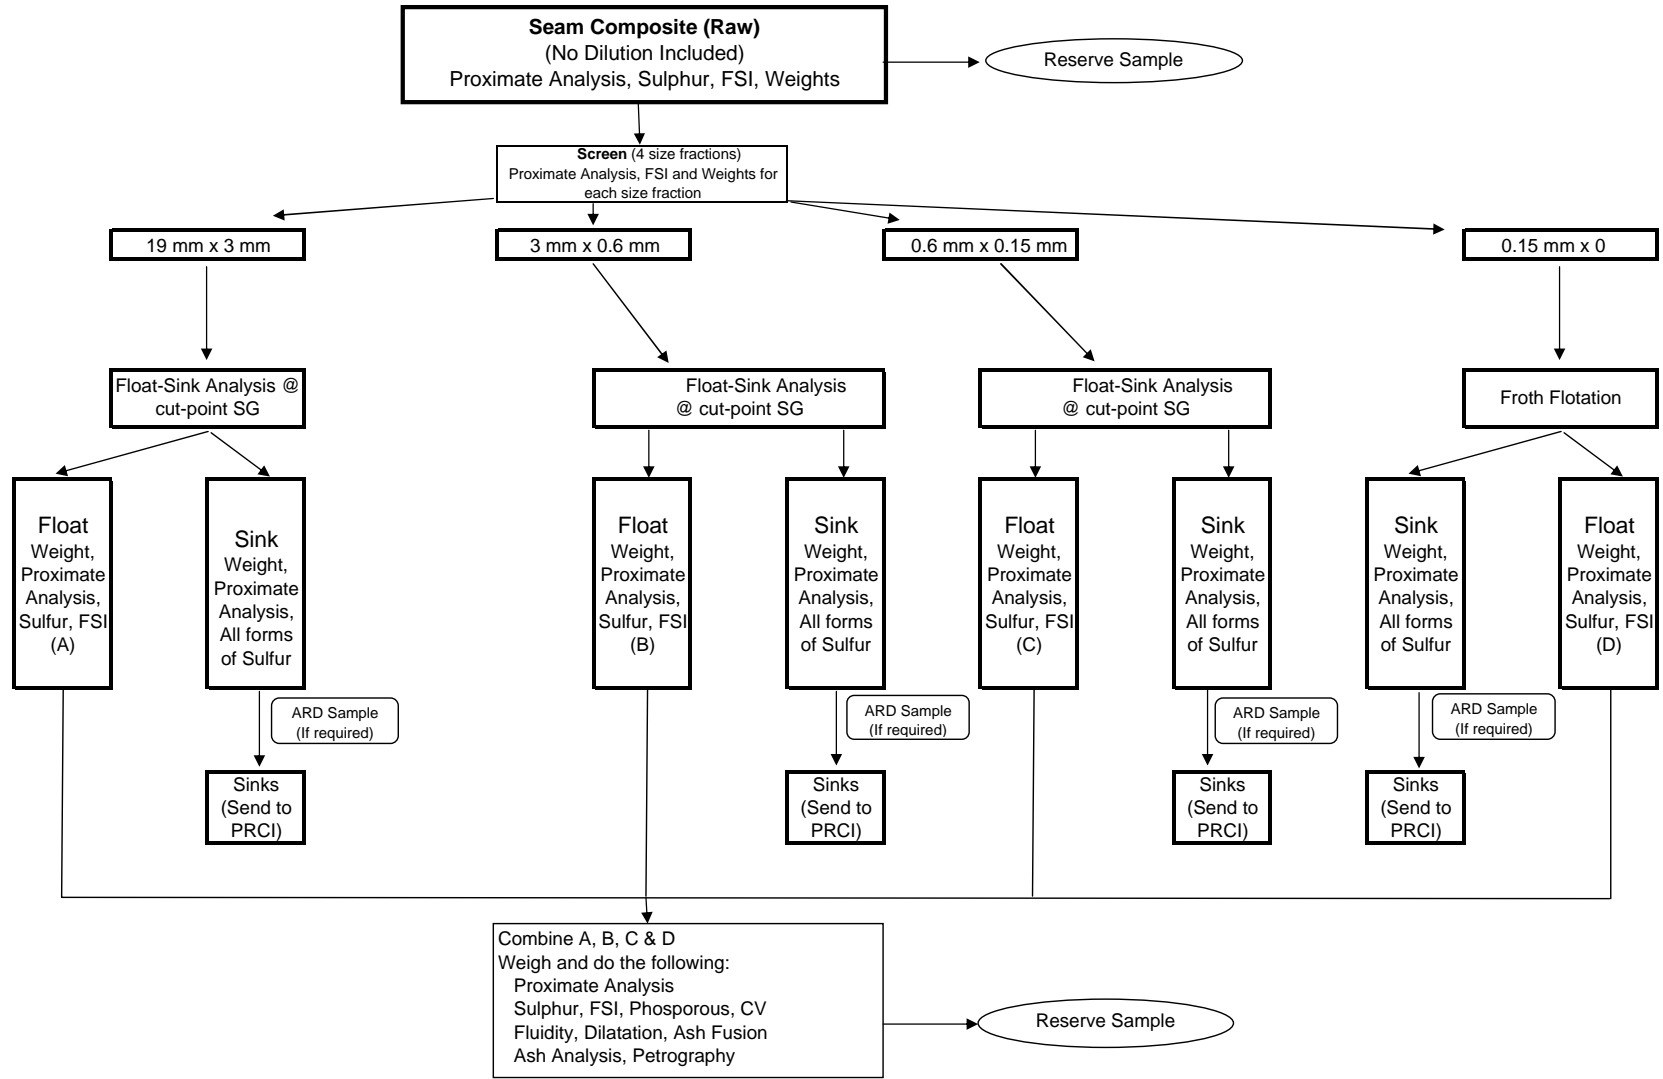 Seam Composite (Raw)
(No Dilution Included)
Proximate Analysis, Sulphur, FSI, Weights
Reserve Sample
Screen (4 size fractions)
Proximate Analysis, FSI and Weights for
each size fraction
19 mm x 3 mm
3 mm x 0.6 mm
0.6 mm x 0.15 mm
0.15 mm x 0
Float-Sink Analysis @
cut-point SG
Float-Sink Analysis
@ cut-point SG
Float-Sink Analysis
@ cut-point SG
Froth Flotation
Float
Weight,
Proximate
Analysis,
Sulfur, FSI
(A)
Sink
Weight,
Proximate
Analysis,
All forms
of Sulfur
Float
Weight,
Proximate
Analysis,
Sulfur, FSI
(B)
Sink
Weight,
Proximate
Analysis,
All forms
of Sulfur
Float
Weight,
Proximate
Analysis,
Sulfur, FSI
(C)
Sink
Weight,
Proximate
Analysis,
All forms
of Sulfur
Sink
Weight,
Proximate
Analysis,
All forms
of Sulfur
Float
Weight,
Proximate
Analysis,
Sulfur, FSI
(D)
ARD Sample
(If required)
ARD Sample
(If required)
ARD Sample
(If required)
ARD Sample
(If required)
Sinks
(Send to
PRCI)
Sinks
(Send to
PRCI)
Sinks
(Send to
PRCI)
Sinks
(Send to
PRCI)
Combine A, B, C & D
Weigh and do the following:
Proximate Analysis
Sulphur, FSI, Phosporous, CV
Fluidity, Dilatation, Ash Fusion
Ash Analysis, Petrography
Reserve Sample